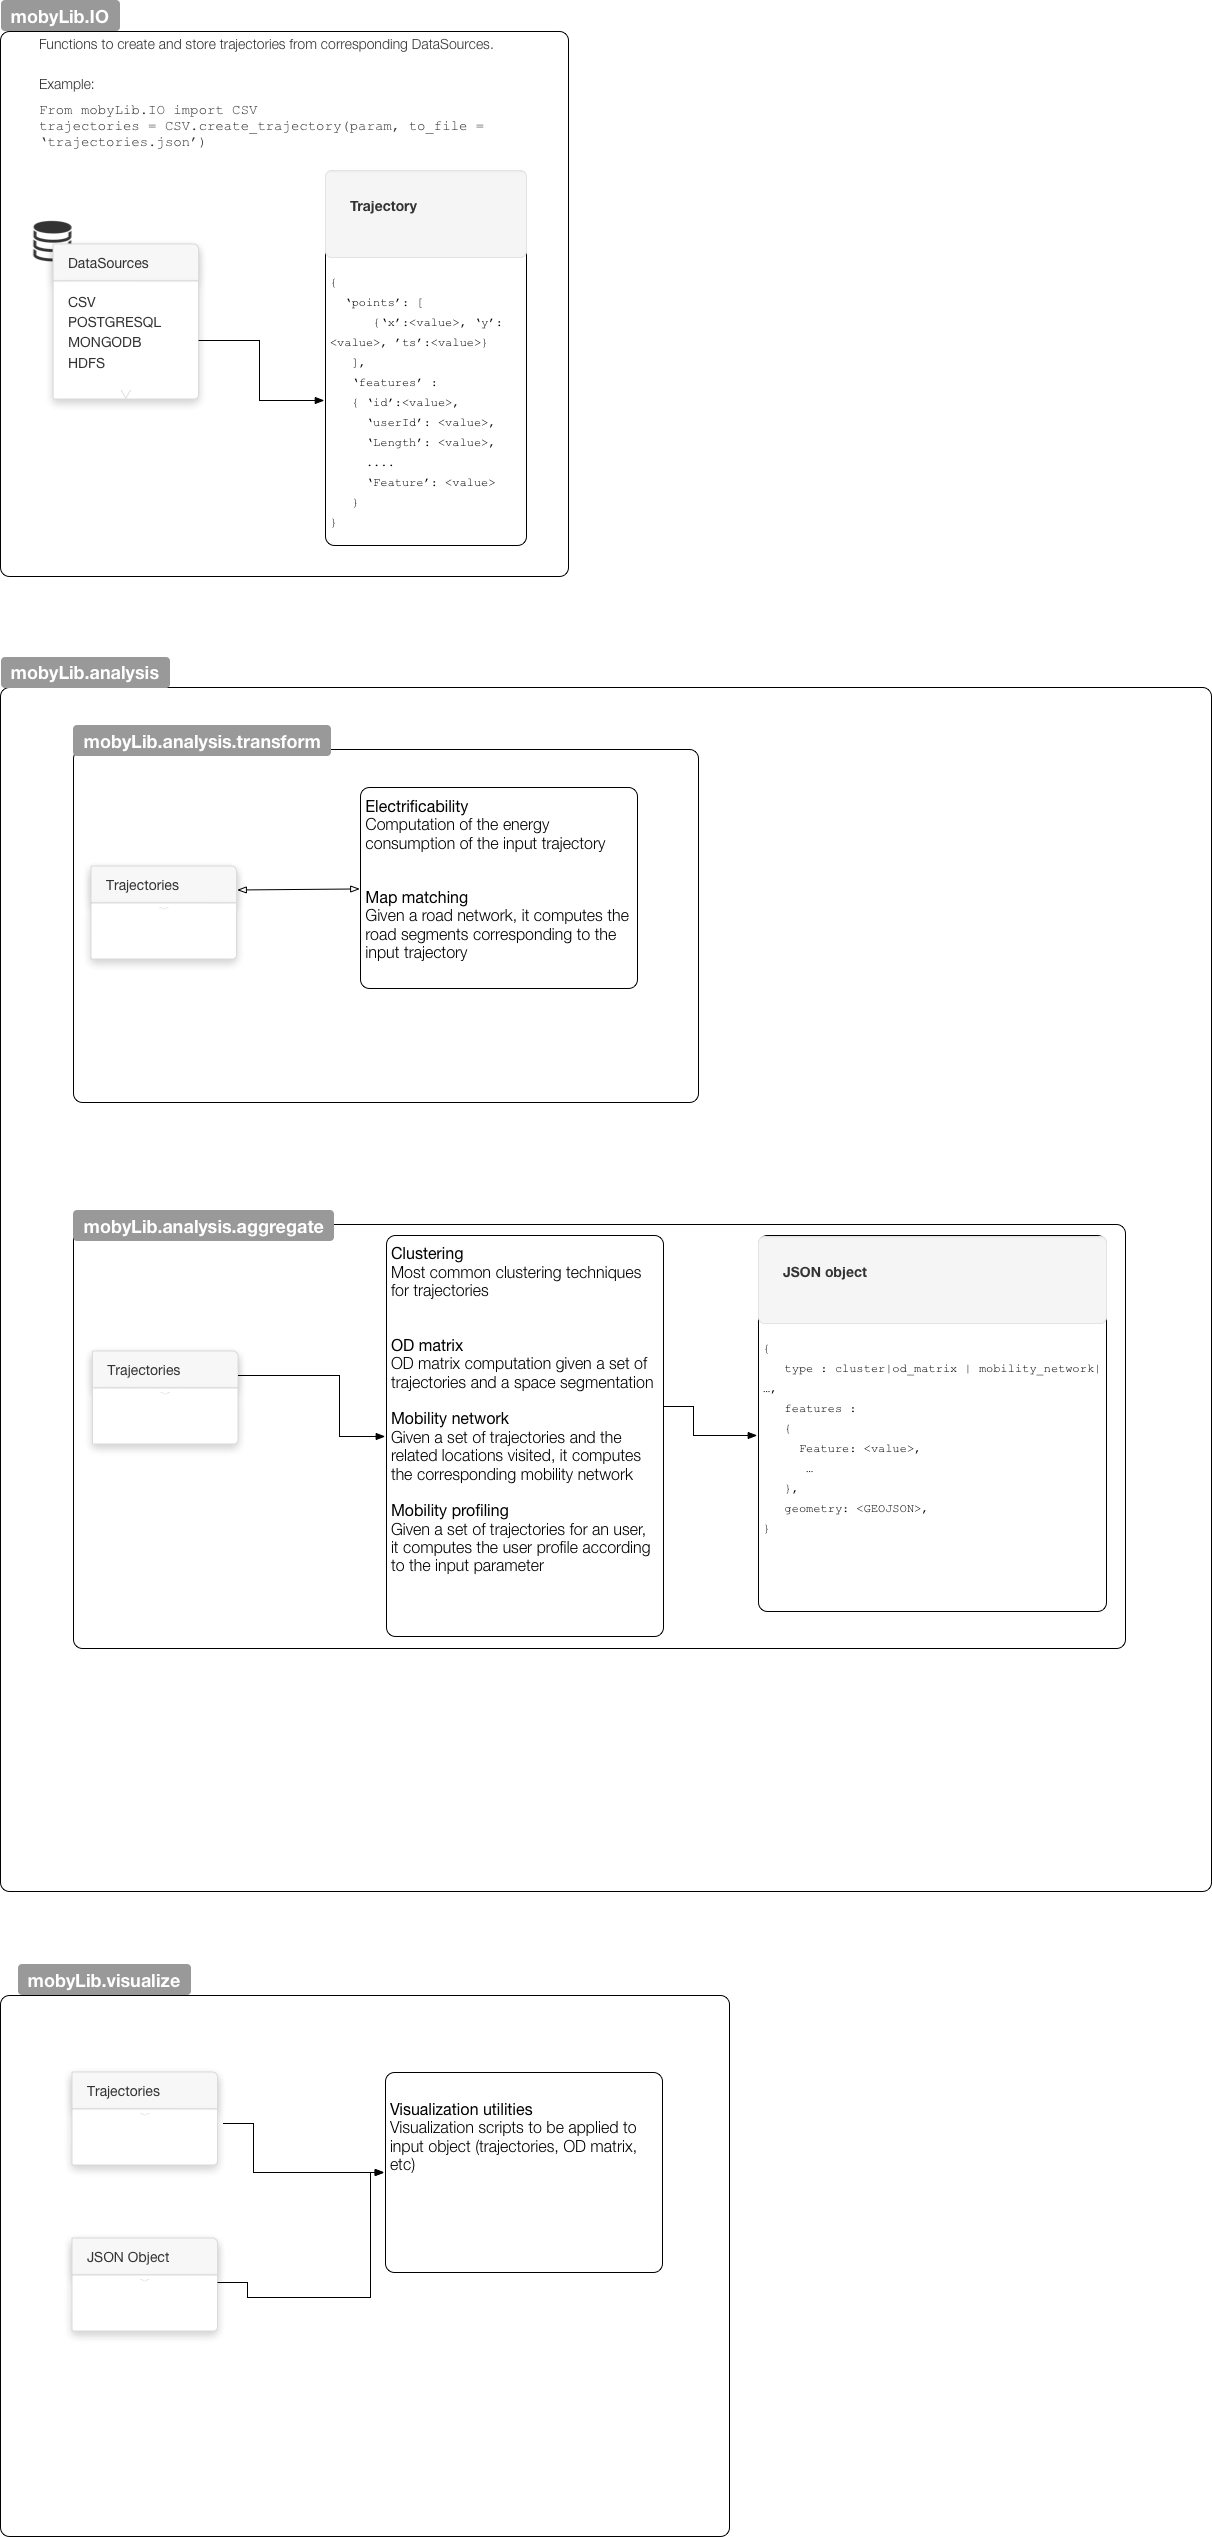 mobyLib.IO
Functions to create and store trajectories from corresponding DataSources.
Example:
From mobyLib.IO import CSV
trajectories = CSV.create_trajectory(param, to_file =
‘trajectories.json’)
DataSources
CSV
POSTGRESQL
MONGODB
HDFS
Trajectory
{
‘points’: [
{‘x’:<value>, ‘y’:
<value>, ’ts’:<value>}
],
‘features’ :
{ ‘id’:<value>,
‘userId’: <value>,
‘Length’: <value>,
....
‘Feature’: <value>
}
}
mobyLib.analysis
mobyLib.analysis.transform
Trajectories
Electrificability
Computation of the energy
consumption of the input trajectory
Map matching
Given a road network, it computes the
road segments corresponding to the
input trajectory
mobyLib.analysis.aggregate
Trajectories
Clustering
Most common clustering techniques
for trajectories
OD matrix
OD matrix computation given a set of
trajectories and a space segmentation
Mobility network
Given a set of trajectories and the
related locations visited, it computes
the corresponding mobility network
Mobility profiling
Given a set of trajectories for an user,
it computes the user profile according
to the input parameter
JSON object
{
type : cluster|od_matrix | mobility_network|
…,
features :
{
Feature: <value>,
…
},
geometry: <GEOJSON>,
}
mobyLib.visualize
Trajectories
JSON Object
Visualization utilities
Visualization scripts to be applied to
input object (trajectories, OD matrix,
etc)